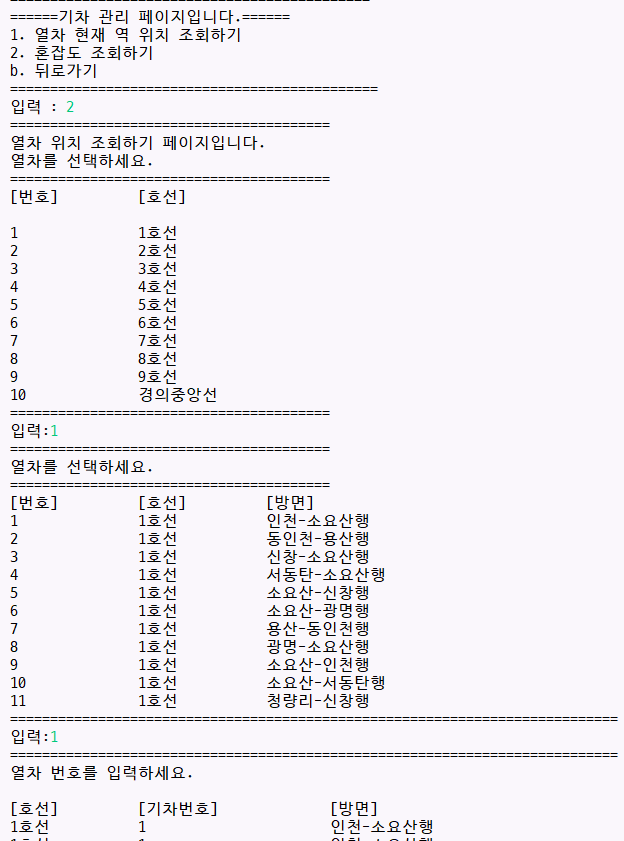 ==============================================
======기차 관리 페이지입니다.======
1. 열차 현재 역 위치 조회하기
2. 혼잡도 조회하기
b. 뒤로가기
==============================================
입력 : 2
========================================
열차 위치 조회하기 페이지입니다.
열차를 선택하세요.
========================================
[번호] [호선]
1 1호선
2 2호선
3 3호선
4 4호선
5 5호선
6 6호선
7 7호선
8 8호선
9 9호선
10 경의중앙선
========================================
입력:1
========================================
열차를 선택하세요.
========================================
[번호] [호선] [방면]
1 1호선 인천-소요산행
2 1호선 동인천-용산행
3 1호선 신창-소요산행
4 1호선 서동탄-소요산행
5 1호선 소요산-신창행
6 1호선 소요산-광명행
7 1호선 용산-동인천행
8 1호선 광명-소요산행
9 1호선 소요산-인천행
10 1호선 소요산-서동탄행
11 1호선 청량리-신창행
============================================================================
입력:1
============================================================================
열차 번호를 입력하세요.
[호선] [기차번호] [방면]
1호선 1 인천-소요산행